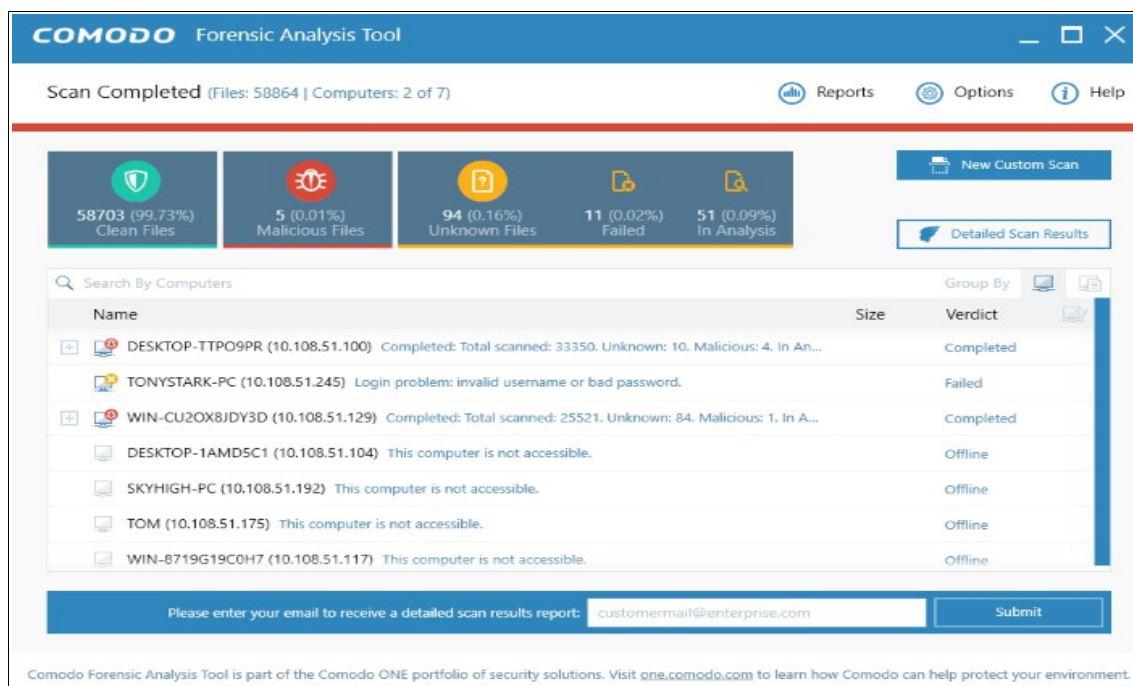 COMODO Forensic Analysis Tool
Scan Completed (Files: 58864 | Computers: 2 of 7)
Reports
Options
Help
58703 (99.73%)
Clean Files
5 (0.01%)
Malicious Files
94 (0.16%)
Unknown Files
11 (0.02%)
Failed
51 (0.09%)
In Analysis
New Custom Scan
Detailed Scan Results
Search By Computers
Group By
Name Size Verdict
DESKTOP-TTPO9PR (10.108.51.100) Completed: Total scanned: 33350. Unknown: 10. Malicious: 4. In An... Completed
TONYSTARK-PC (10.108.51.245) Login problem: invalid username or bad password. Failed
WIN-CU2OX8JDY3D (10.108.51.129) Completed: Total scanned: 25521. Unknown: 84. Malicious: 1. In A... Completed
DESKTOP-1AMD5C1 (10.108.51.104) This computer is not accessible. Offline
SKYHIGH-PC (10.108.51.192) This computer is not accessible. Offline
TOM (10.108.51.175) This computer is not accessible. Offline
WIN-8719G19C0H7 (10.108.51.117) This computer is not accessible. Offline
Please enter your email to receive a detailed scan results report: customermail@enterprise.com Submit
Comodo Forensic Analysis Tool is part of the Comodo ONE portfolio of security solutions. Visit one.comodo.com to learn how Comodo can help protect your environment.